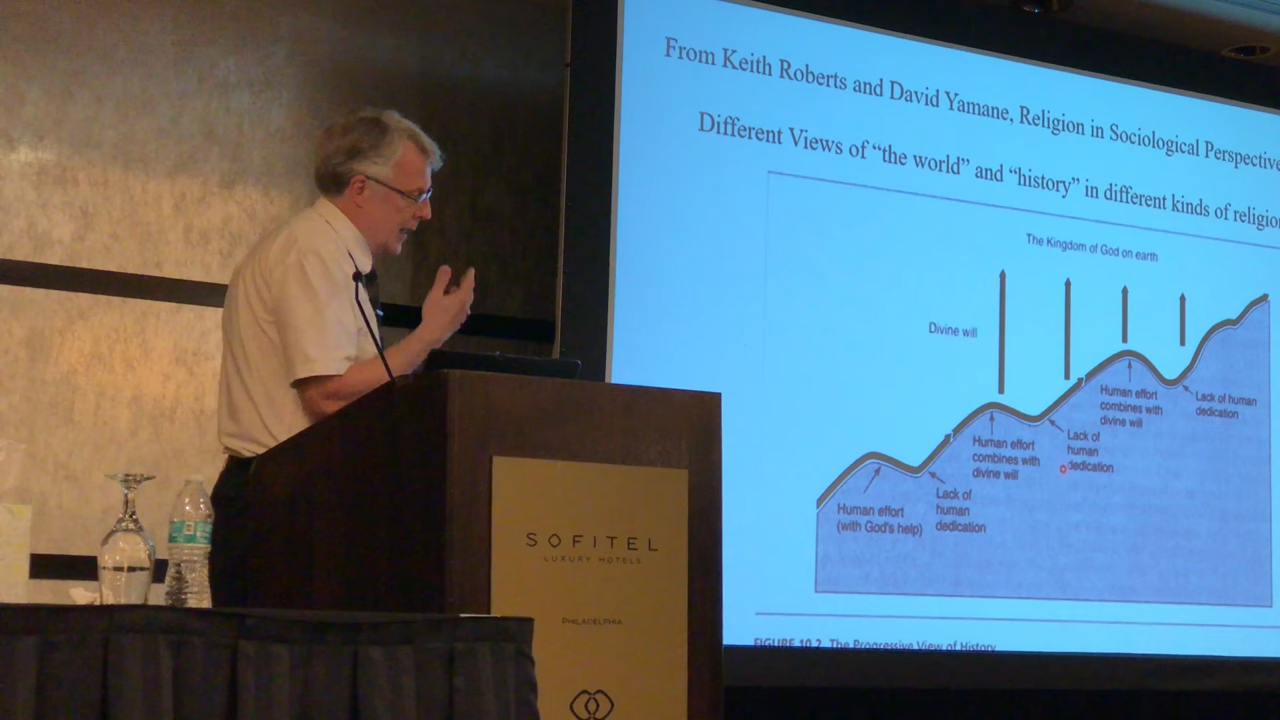 From Keith Roberts and David Yamane, Religion in Sociological Perspective
Different Views of “the world” and “history” in different kinds of religion
The Kingdom of God on earth
Divine will
Human effort
combines with
divine will
Lack of human
dedication
Human effort
combines with
divine will
Lack of
human
dedication
Human effort
(with God's help)
Lack of
human
dedication
FIGURE 10.2 The Progressive View of History
SOFITEL
LUXURY HOTELS
PHILADELPHIA